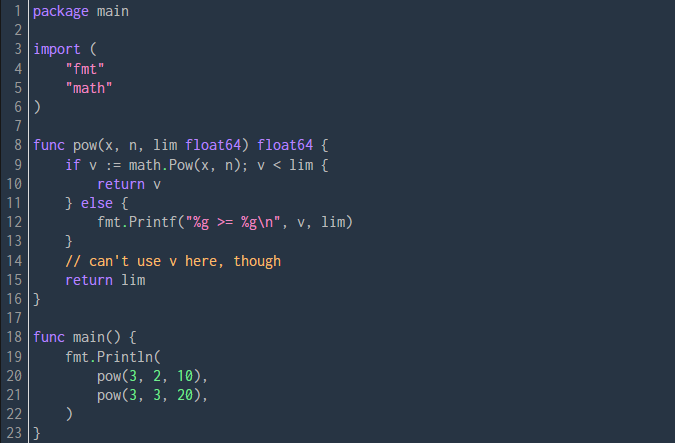 1 package main
2
3 import (
4     "fmt"
5     "math"
6 )
7
8 func pow(x, n, lim float64) float64 {
9     if v := math.Pow(x, n); v < lim {
10         return v
11     } else {
12         fmt.Printf("%g >= %g\n", v, lim)
13     }
14     // can't use v here, though
15     return lim
16 }
17
18 func main() {
19     fmt.Println(
20         pow(3, 2, 10),
21         pow(3, 3, 20),
22     )
23 }